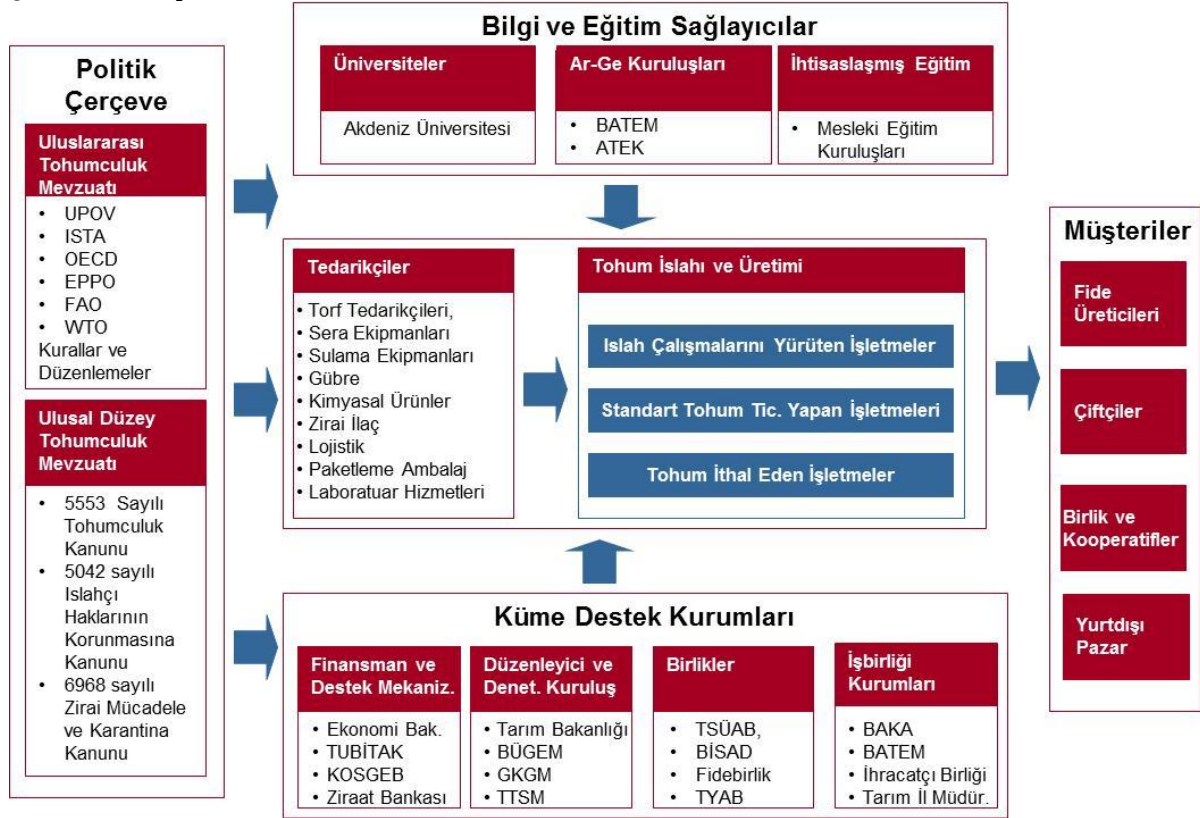 Politik
Çerçeve
Uluslararası
Tohumculuk
Mevzuatı
• UPOV
• ISTA
• OECD
• EPPO
• FAO
• WTO
Kurallar ve
Düzenlemeler
Ulusal Düzey
Tohumculuk
Mevzuatı
• 5553 Sayılı
Tohumculuk
Kanunu
• 5042 sayılı
Islahçı
Haklarının
Korunmasına
Kanunu
• 6968 sayılı
Zirai Mücadele
ve Karantina
Kanunu
Bilgi ve Eğitim Sağlayıcılar
Üniversiteler
Akdeniz Üniversitesi
Ar-Ge Kuruluşları
• BATEM
• ATEK
İhtisaslaşmış Eğitim
• Mesleki Eğitim
Kuruluşları
Tedarikçiler
• Torf Tedarikçileri,
• Sera Ekipmanları
• Sulama Ekipmanları
• Gübre
• Kimyasal Ürünler
• Zirai İlaç
• Lojistik
• Paketleme Ambalaj
• Laboratuar Hizmetleri
Tohum İslahı ve Üretimi
Islah Çalışmalarını Yürüten İşletmeler
Standart Tohum Tic. Yapan İşletmeleri
Tohum İthal Eden İşletmeler
Küme Destek Kurumları
Finansman ve
Destek Mekaniz.
• Ekonomi Bak.
• TUBİTAK
• KOSGEB
• Ziraat Bankası
Düzenleyici ve
Denet. Kuruluş
• Tarım Bakanlığı
• BÜGEM
• GKGM
• TTSM
Birlikler
• TSÜAB,
• BİSAD
• Fidebirlik
• TYAB
İşbirliği
Kurumları
• BAKA
• BATEM
• İhracatçı Birliği
• Tarım İl Müdür.
Müşteriler
Fide
Üreticileri
Çiftçiler
Birlik ve
Kooperatifler
Yurtdışı
Pazar